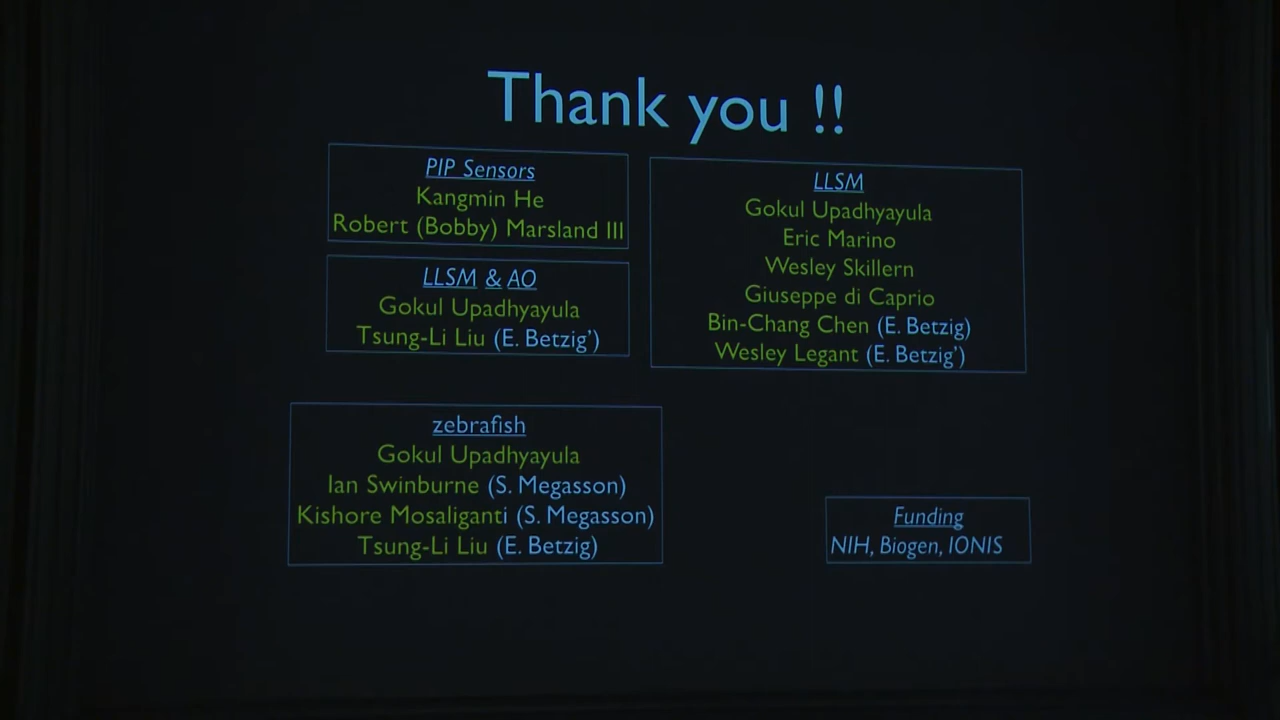 Thank you !!
PIP Sensors
Kangmin He
Robert (Bobby) Marsland III
LLSM & AO
Gokul Upadhyayula
Tsung-Li Liu (E. Betzig')
LLSM
Gokul Upadhyayula
Eric Marino
Wesley Skillern
Giuseppe di Caprio
Bin-Chang Chen (E. Betzig)
Wesley Legant (E. Betzig')
zebrafish
Gokul Upadhyayula
Ian Swinburne (S. Megasson)
Kishore Mosaliganti (S. Megasson)
Tsung-Li Liu (E. Betzig)
Funding
NIH, Biogen, IONIS